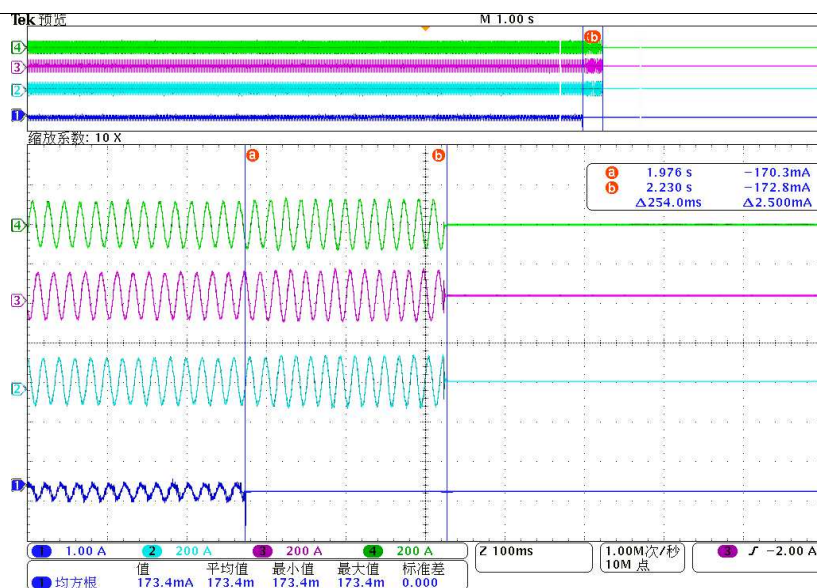 Tek 预览 M 1.00 s
b
4
3
2
1
缩放系数: 10 X
a b
a 1.976 s −170.3mA
b 2.230 s −172.8mA
Δ254.0ms Δ2.500mA
4
3
2
1
1 1.00 A 2 200 A 3 200 A 4 200 A Z 100ms 1.00M次/秒 3 ∫ −2.00 A
10M 点
值 平均值 最小值 最大值 标准差
1 均方根 173.4mA 173.4m 173.4m 173.4m 0.000